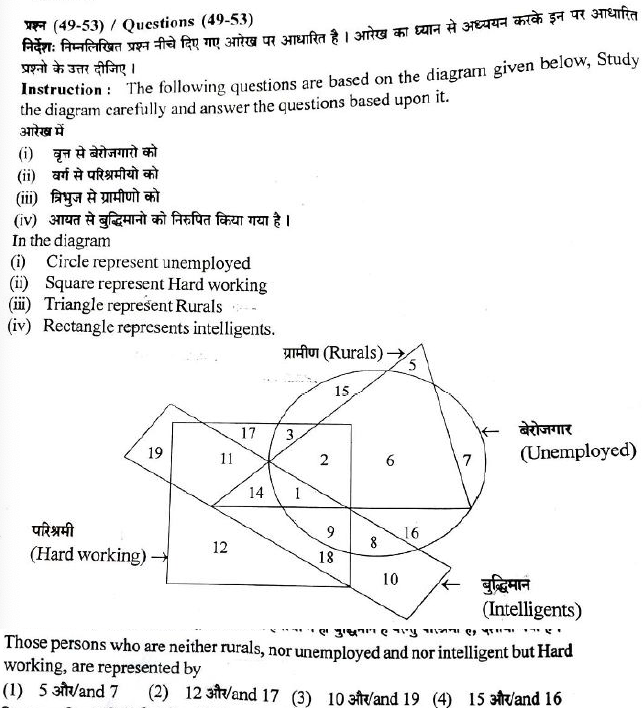 प्रश्न (49-53) / Questions (49-53)
निर्देश: निम्नलिखित प्रश्न नीचे दिए गए आरेख पर आधारित है । आरेख का ध्यान से अध्ययन करके इन पर आधारित
प्रश्नो के उत्तर दीजिए ।
Instruction : The following questions are based on the diagram given below, Study
the diagram carefully and answer the questions based upon it.
आरेख में
(i) वृत्त से बेरोजगारो को
(ii) वर्ग से परिश्रमीयो को
(iii) त्रिभुज से ग्रामीणो को
(iv) आयत से बुद्धिमानो को निरुपित किया गया है ।
In the diagram
(i) Circle represent unemployed
(ii) Square represent Hard working
(iii) Triangle represent Rurals
(iv) Rectangle represents intelligents.
ग्रामीण (Rurals)
5
15
17
3
बेरोजगार
(Unemployed)
19
11
2
6
7
14
1
परिश्रमी
(Hard working)
12
9
18
8
16
10
बुद्धिमान
(Intelligents)
Those persons who are neither rurals, nor unemployed and nor intelligent but Hard
working, are represented by
(1) 5 और/and 7 (2) 12 और/and 17 (3) 10 और/and 19 (4) 15 और/and 16